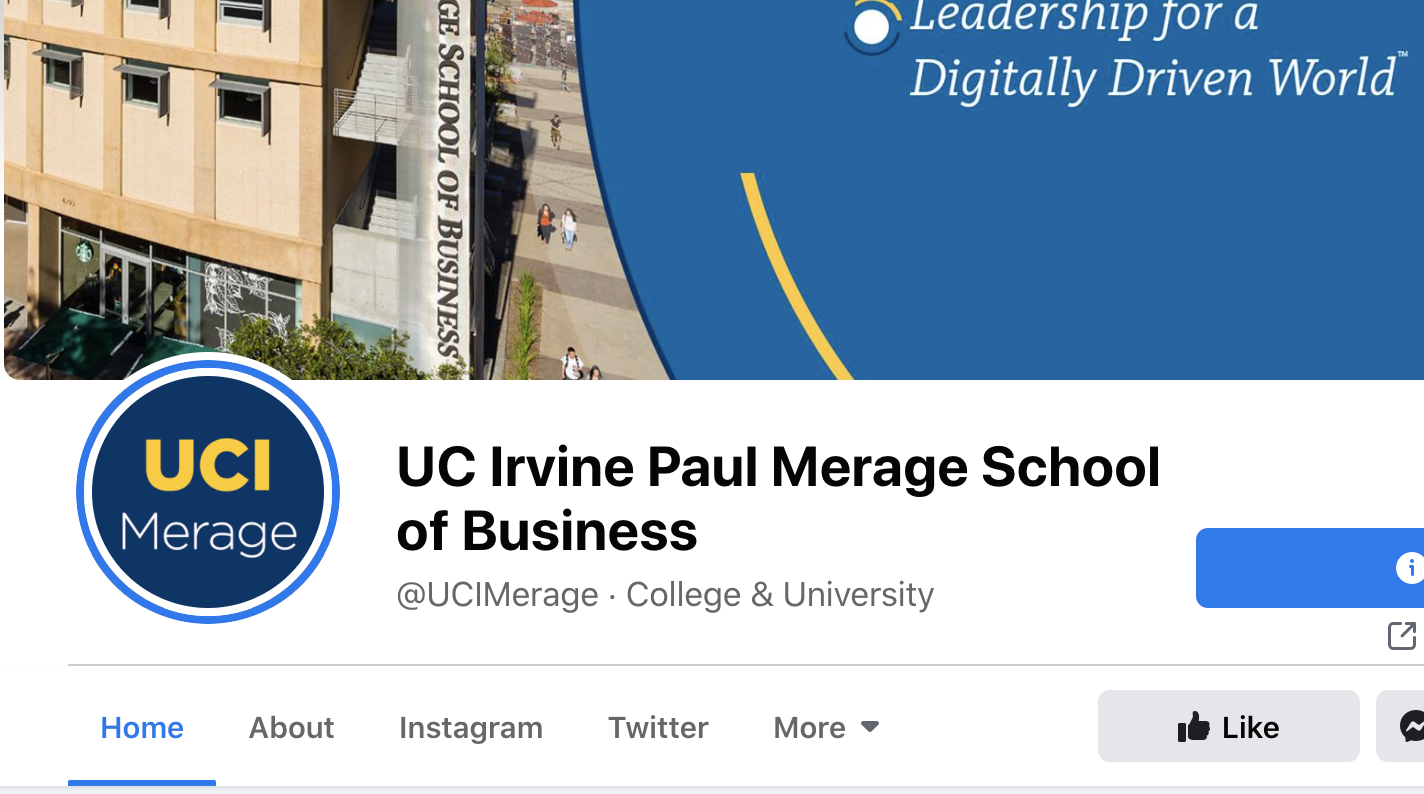 Leadership for a
Digitally Driven World™
GE SCHOOL OF BUSINESS
UCI
Merage
UC Irvine Paul Merage School
of Business
@UCIMerage · College & University
Home
About
Instagram
Twitter
More
Like